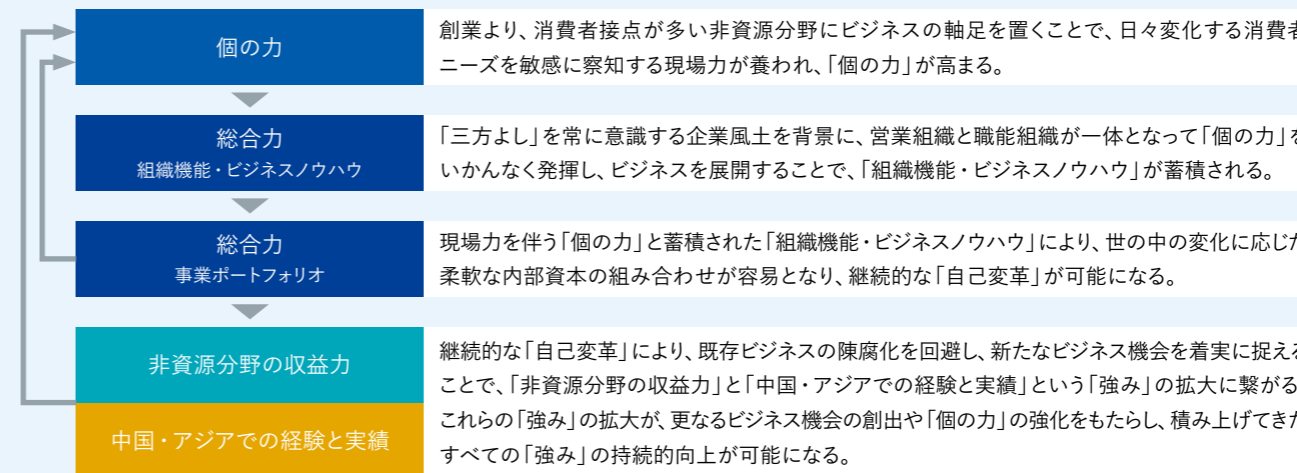 個の力
創業より、消費者接点が多い非資源分野にビジネスの軸足を置くことで、日々変化する消費者
ニーズを敏感に察知する現場力が養われ、「個の力」が高まる。
総合力
組織機能・ビジネスノウハウ
「三方よし」を常に意識する企業風土を背景に、営業組織と職能組織が一体となって「個の力」を
いかんなく発揮し、ビジネスを展開することで、「組織機能・ビジネスノウハウ」が蓄積される。
総合力
事業ポートフォリオ
現場力を伴う「個の力」と蓄積された「組織機能・ビジネスノウハウ」により、世の中の変化に応じた
柔軟な内部資本の組み合わせが容易となり、継続的な「自己変革」が可能になる。
非資源分野の収益力
中国・アジアでの経験と実績
継続的な「自己変革」により、既存ビジネスの陳腐化を回避し、新たなビジネス機会を着実に捉える
ことで、「非資源分野の収益力」と「中国・アジアでの経験と実績」という「強み」の拡大に繋がる
これらの「強み」の拡大が、更なるビジネス機会の創出や「個の力」の強化をもたらし、積み上げてきた
すべての「強み」の持続的向上が可能になる。